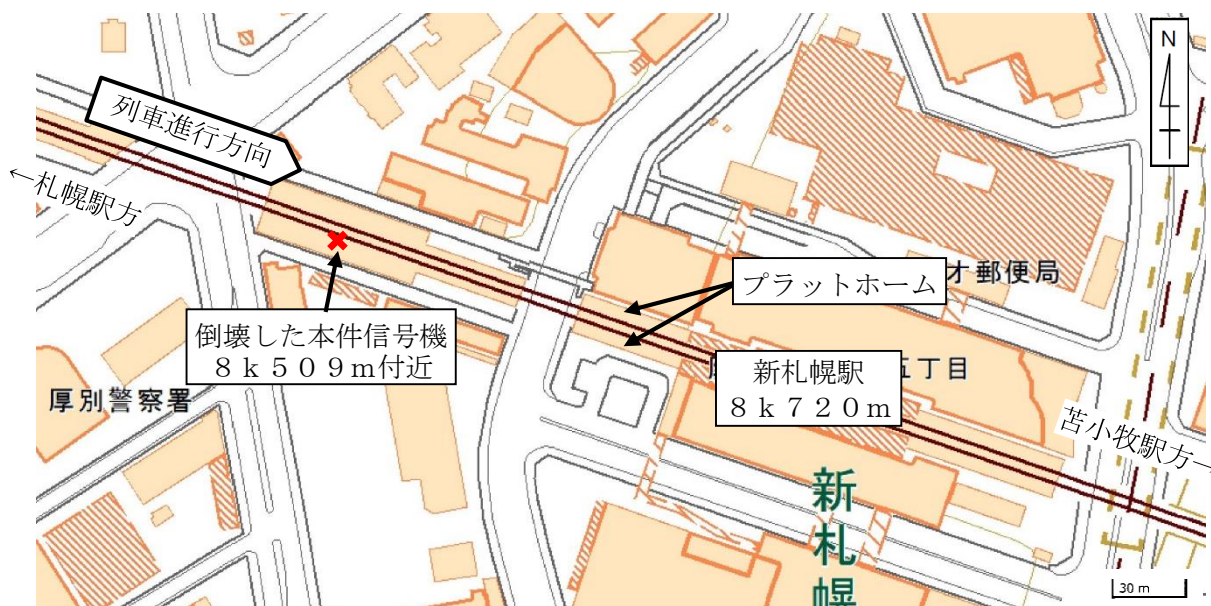 N
列車進行方向
←札幌駅方
プラットホーム
オ郵便局
倒壊した本件信号機
8k509m付近
新札幌駅
8k720m
五丁目
厚別警察署
苫小牧駅方→
新札幌
30 m